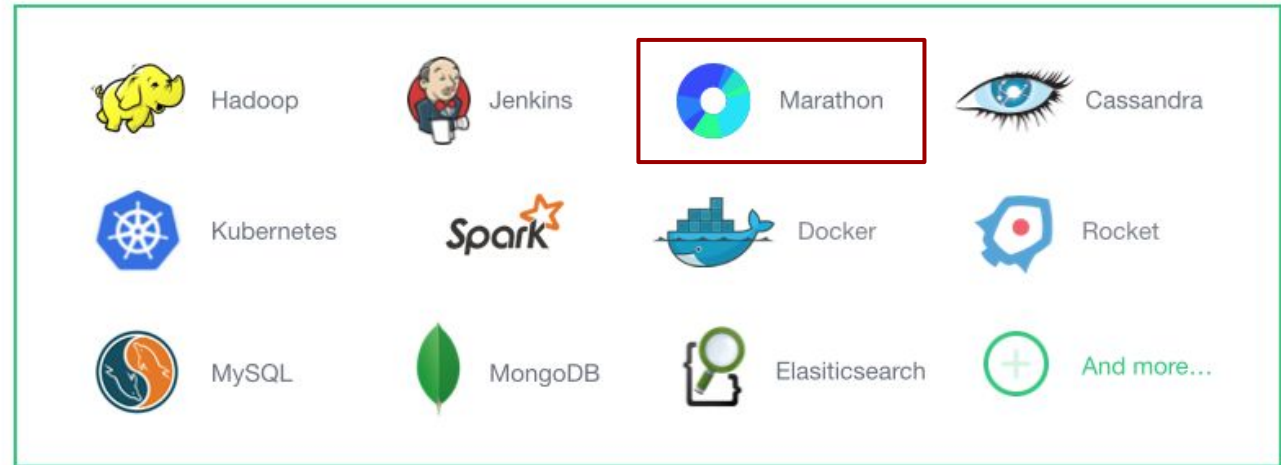 Hadoop
Jenkins
Marathon
Cassandra
Kubernetes
Spark
Docker
Rocket
MySQL
MongoDB
Elasiticsearch
And more...